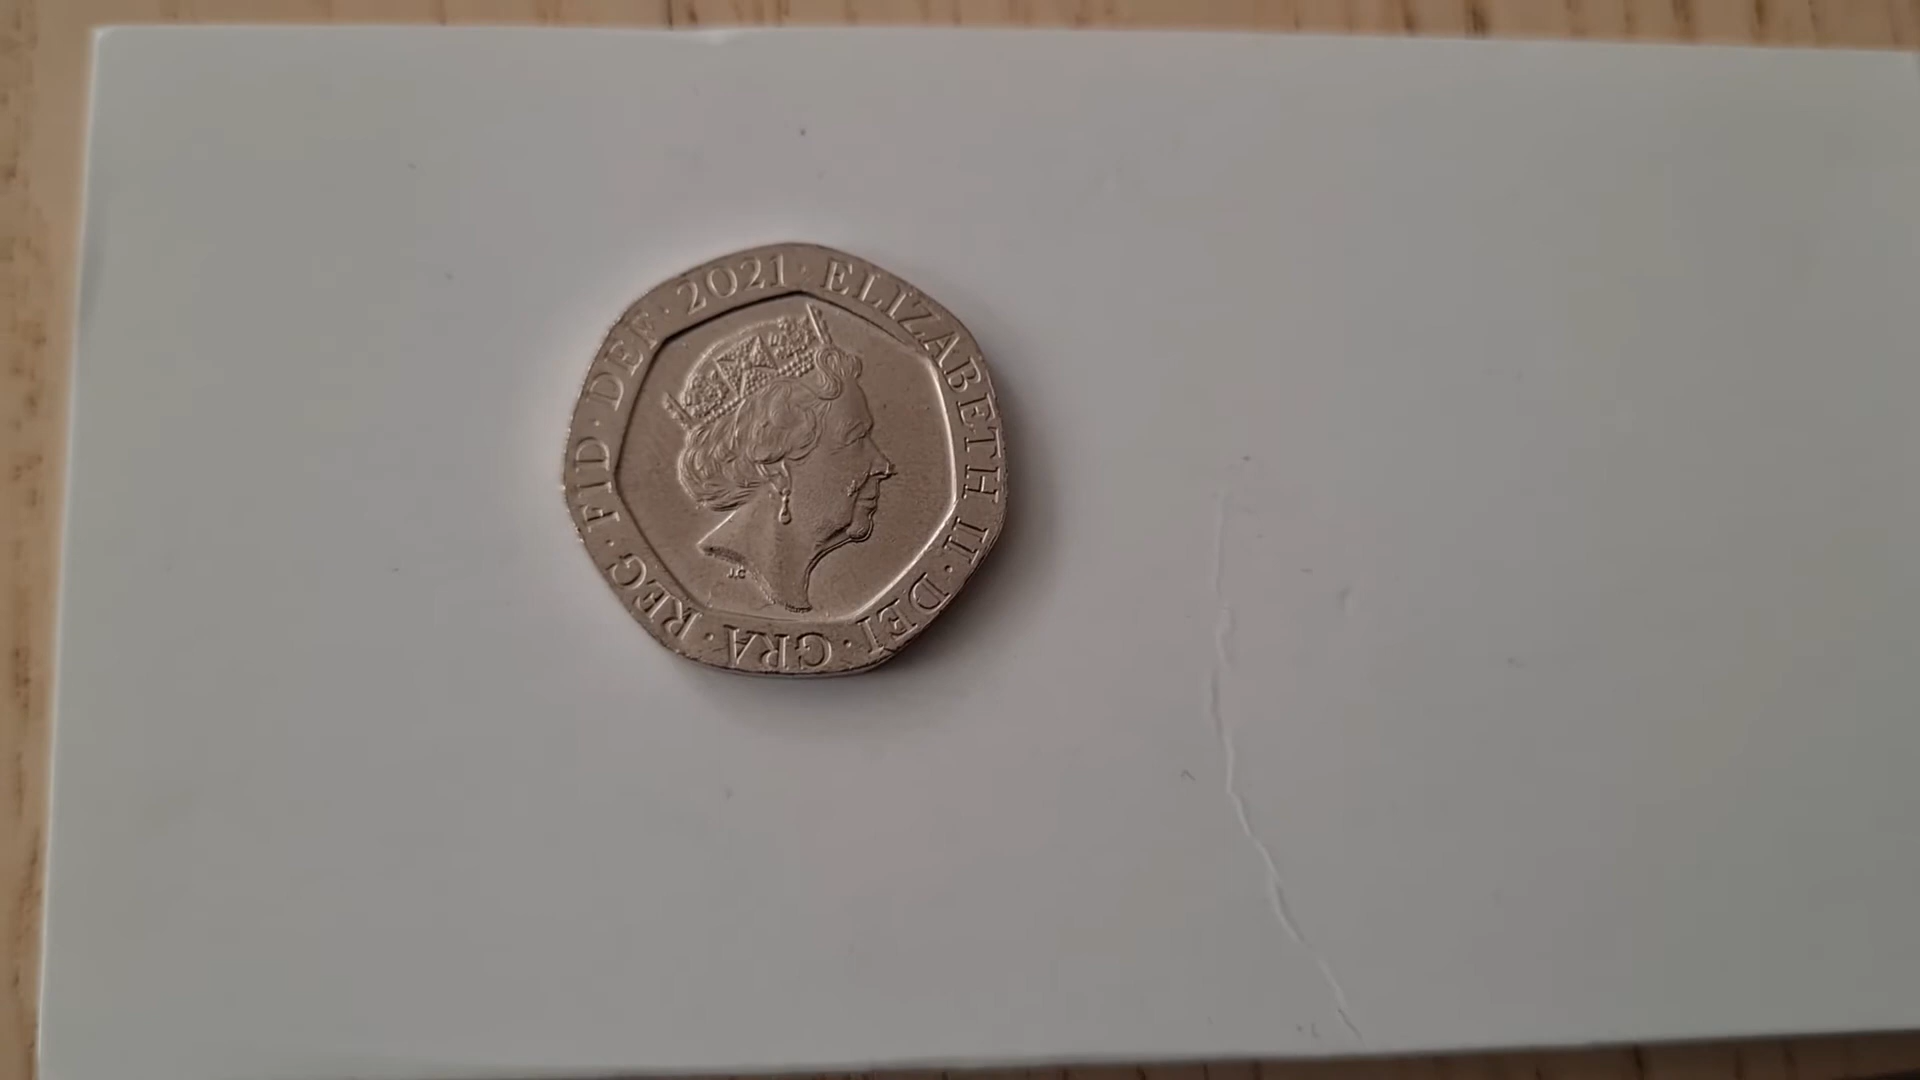 ELIZABETH II · DEI · GRA · REG · FID · DEF · 2021
J.C